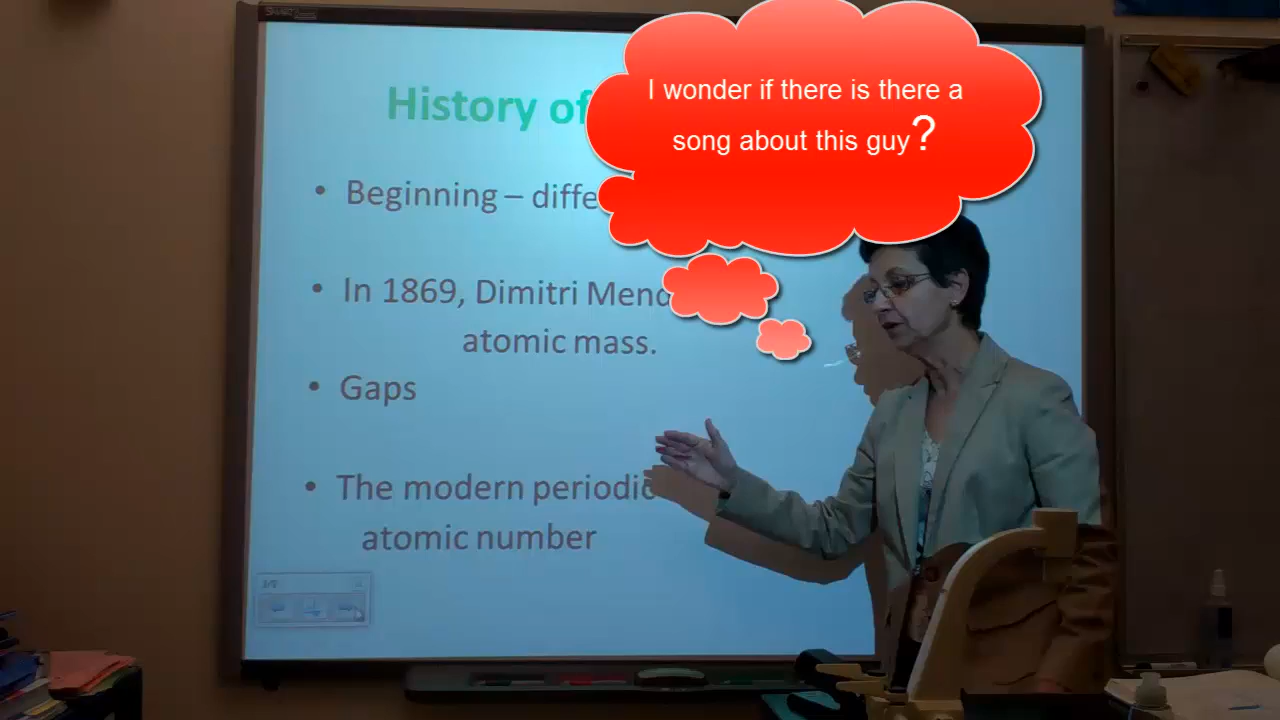 SMART
History of
I wonder if there is there a
song about this guy?
• Beginning – diffe
• In 1869, Dimitri Mend
atomic mass.
• Gaps
• The modern periodic
atomic number